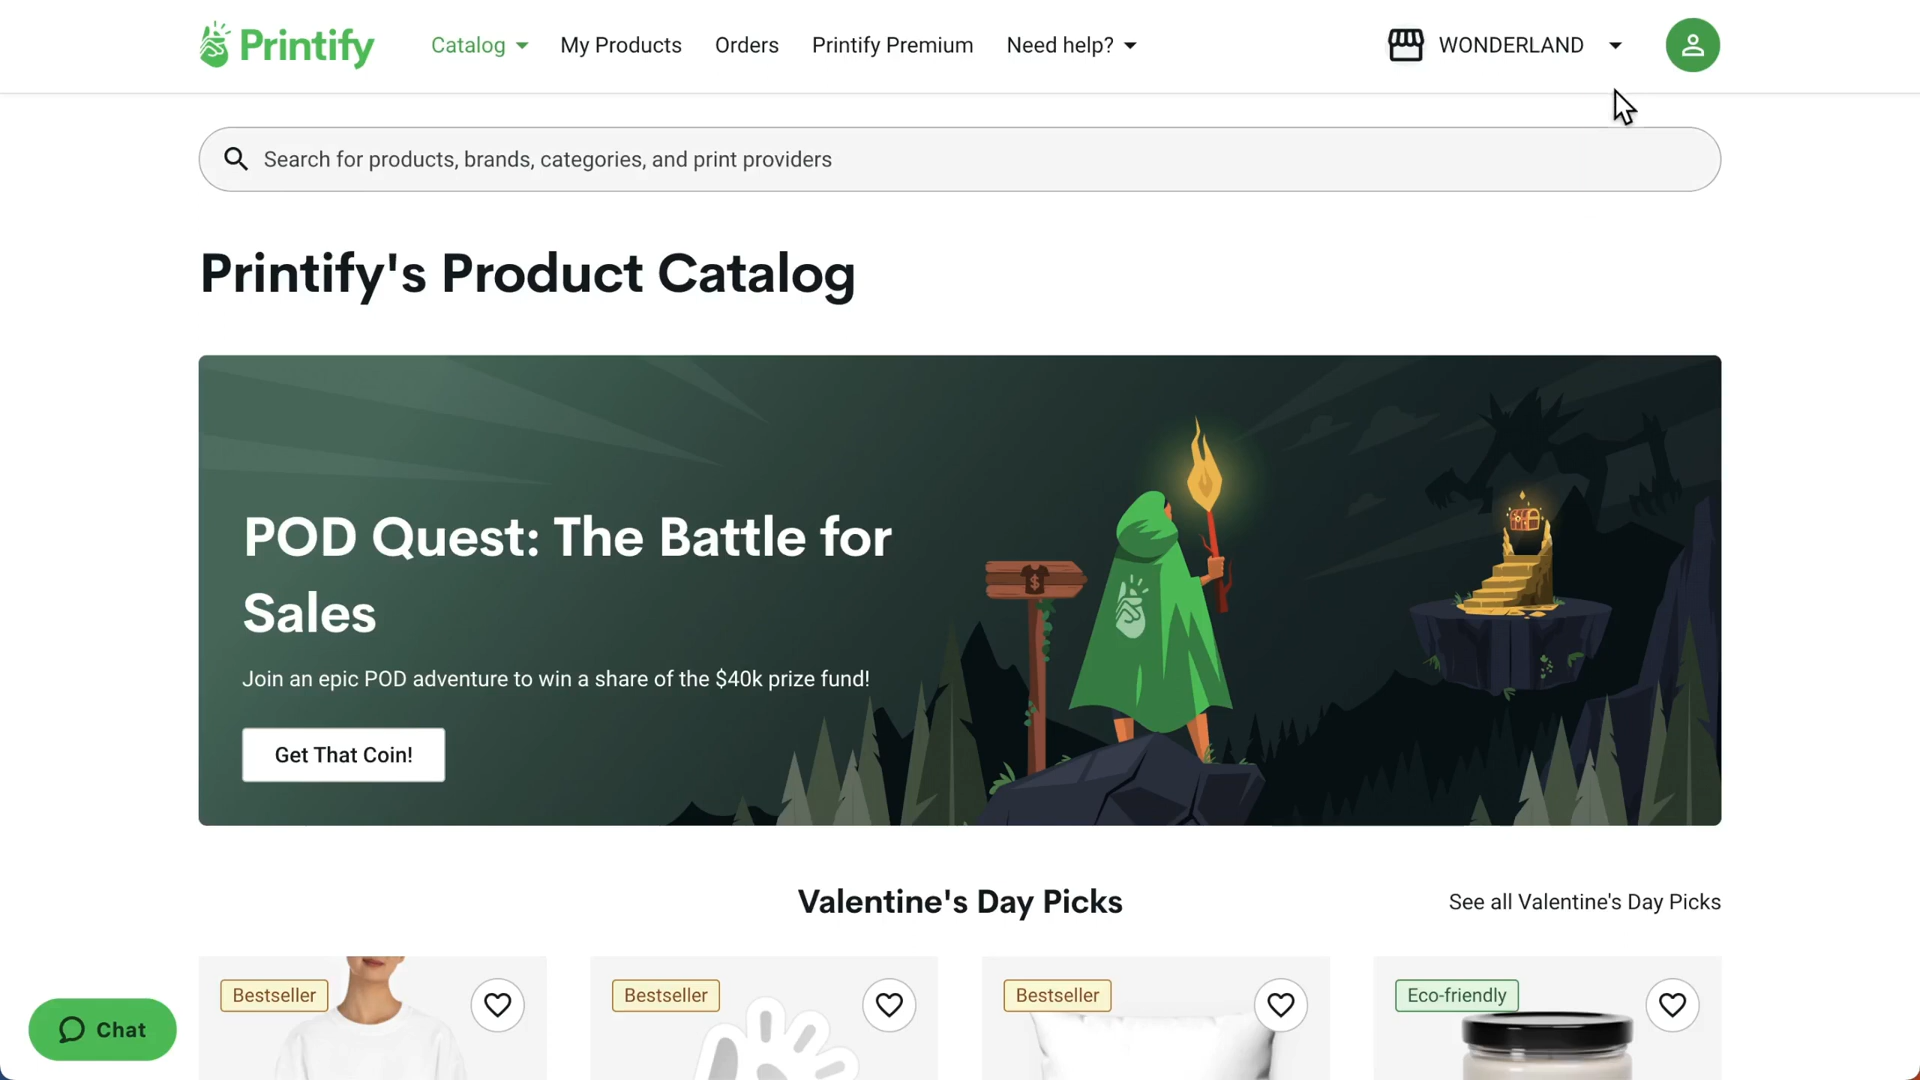 Printify
Catalog
My Products
Orders
Printify Premium
Need help?
WONDERLAND
Search for products, brands, categories, and print providers
Printify's Product Catalog
POD Quest: The Battle for
Sales
Join an epic POD adventure to win a share of the $40k prize fund!
Get That Coin!
$
Valentine's Day Picks
See all Valentine's Day Picks
Bestseller
Bestseller
Bestseller
Eco-friendly
Chat